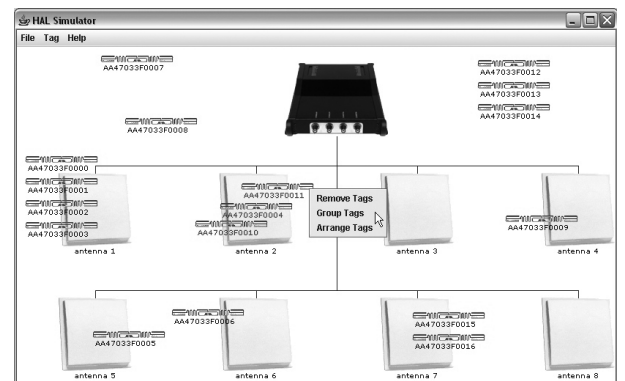 HAL Simulator
File Tag Help
AA47033F0007
AA47033F0012
AA47033F0013
AA47033F0014
AA47033F0008
AA47033F0000
AA47033F0001
AA47033F0002
AA47033F0003
antenna 1
AA47033F0011
AA47033F0004
AA47033F0010
antenna 2
Remove Tags
Group Tags
Arrange Tags
antenna 3
AA47033F0009
antenna 4
AA47033F0005
antenna 5
AA47033F0006
antenna 6
AA47033F0015
AA47033F0016
antenna 7
antenna 8